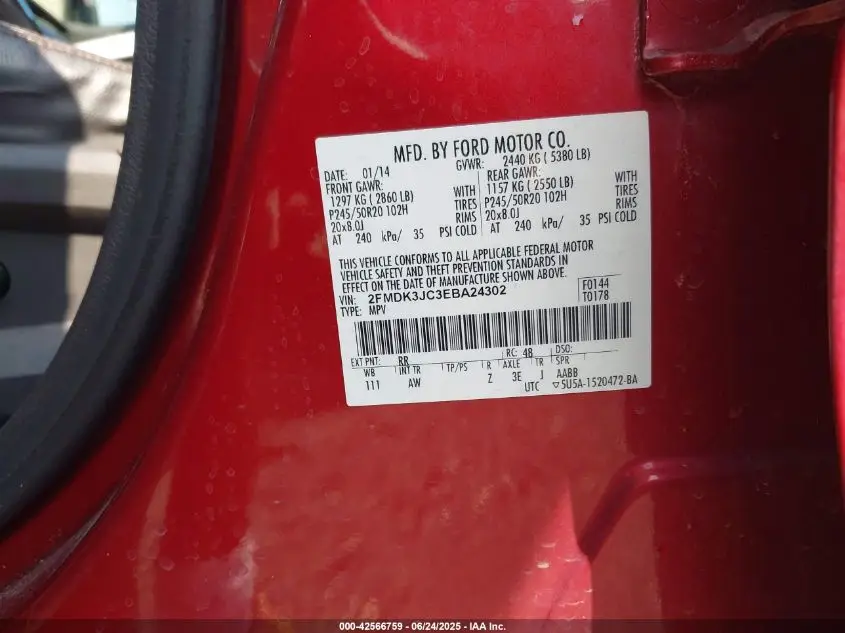 MFD. BY FORD MOTOR CO.
DATE: 01/14 GVWR: 2440 KG ( 5380 LB)
FRONT GAWR: REAR GAWR:
1297 KG ( 2860 LB) WITH 1157 KG ( 2550 LB) WITH
P245/50R20 102H TIRES P245/50R20 102H TIRES
20x8.0J RIMS 20x8.0J RIMS
AT 240 kPa/ 35 PSI COLD AT 240 kPa/ 35 PSI COLD
THIS VEHICLE CONFORMS TO ALL APPLICABLE FEDERAL MOTOR
VEHICLE SAFETY AND THEFT PREVENTION STANDARDS IN
EFFECT ON THE DATE OF MANUFACTURE SHOWN ABOVE.
VIN: 2FMDK3JC3EBA24302 F0144
TYPE: MPV T0178
EXT PNT: RR RC: 48 DSO:
WB INT TR TP/PS R AXLE TR SPR
111 AW Z 3E J AABB
UTC ▽5U5A-1520472-BA
000-42566759 - 06/24/2025 - IAA Inc.